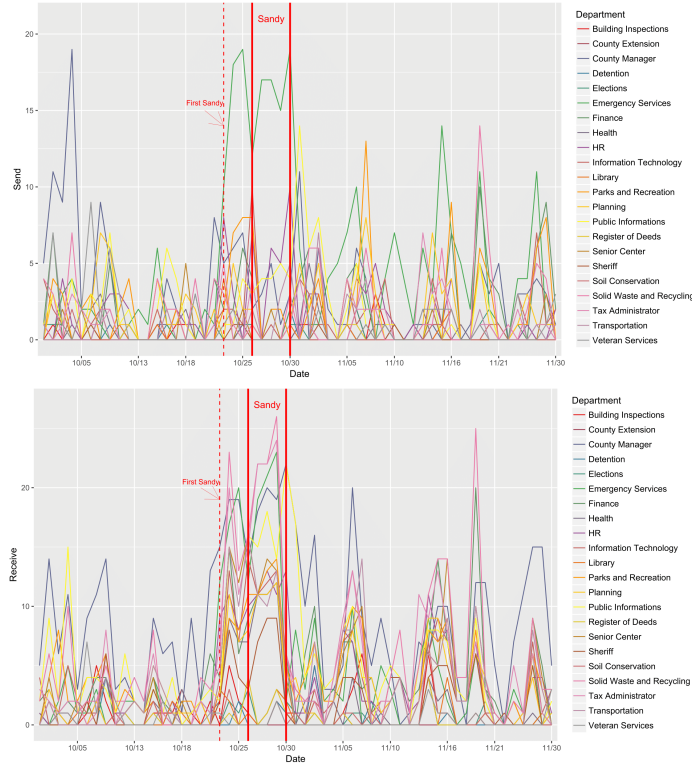 Department
Building Inspections
County Extension
County Manager
Detention
Elections
Emergency Services
Finance
Health
HR
Information Technology
Library
Parks and Recreation
Planning
Public Informations
Register of Deeds
Senior Center
Sheriff
Soil Conservation
Solid Waste and Recycling
Tax Administrator
Transportation
Veteran Services
Sandy
First Sandy
Send
20
15
10
5
0
10/05
10/13
10/18
10/25
10/30
11/05
11/10
11/16
11/21
11/30
Date
Department
Building Inspections
County Extension
County Manager
Detention
Elections
Emergency Services
Finance
Health
HR
Information Technology
Library
Parks and Recreation
Planning
Public Informations
Register of Deeds
Senior Center
Sheriff
Soil Conservation
Solid Waste and Recycling
Tax Administrator
Transportation
Veteran Services
Sandy
First Sandy
Receive
20
10
0
10/05
10/13
10/18
10/25
10/30
11/05
11/10
11/16
11/21
11/30
Date